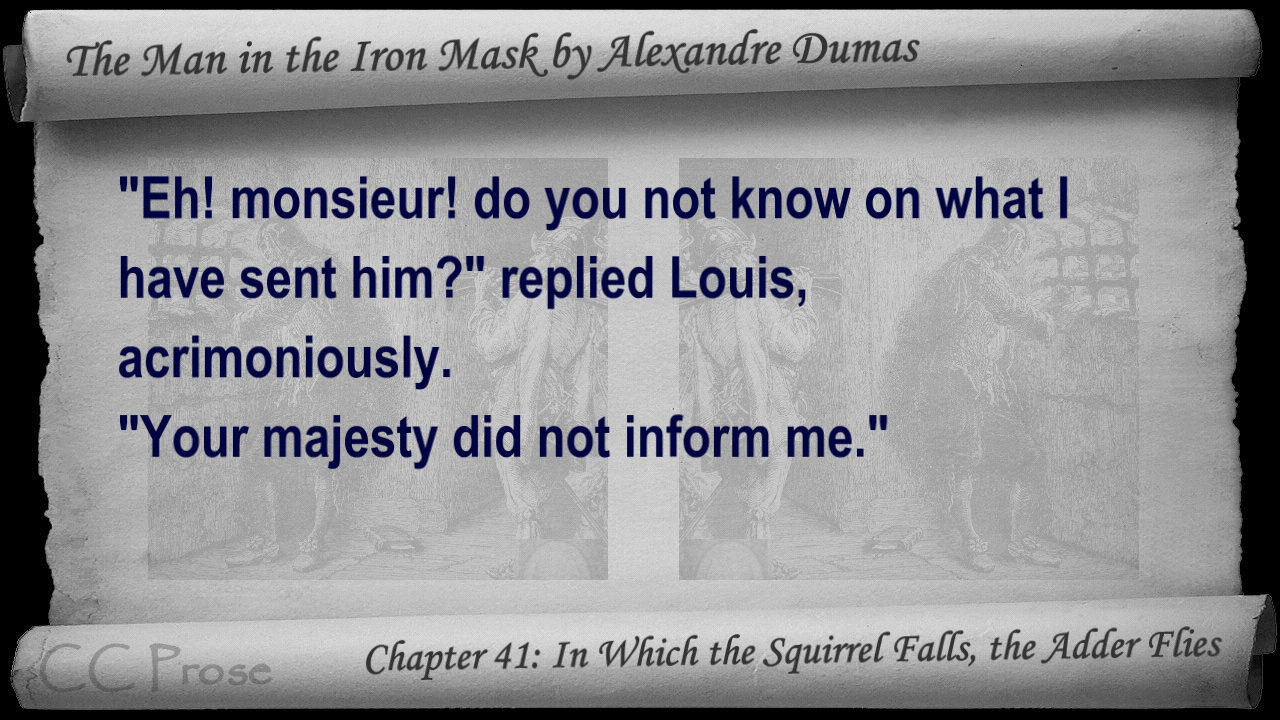 The Man in the Iron Mask by Alexandre Dumas
"Eh! monsieur! do you not know on what I
have sent him?" replied Louis,
acrimoniously.
"Your majesty did not inform me."
Chapter 41: In Which the Squirrel Falls, the Adder Flies
CC Prose